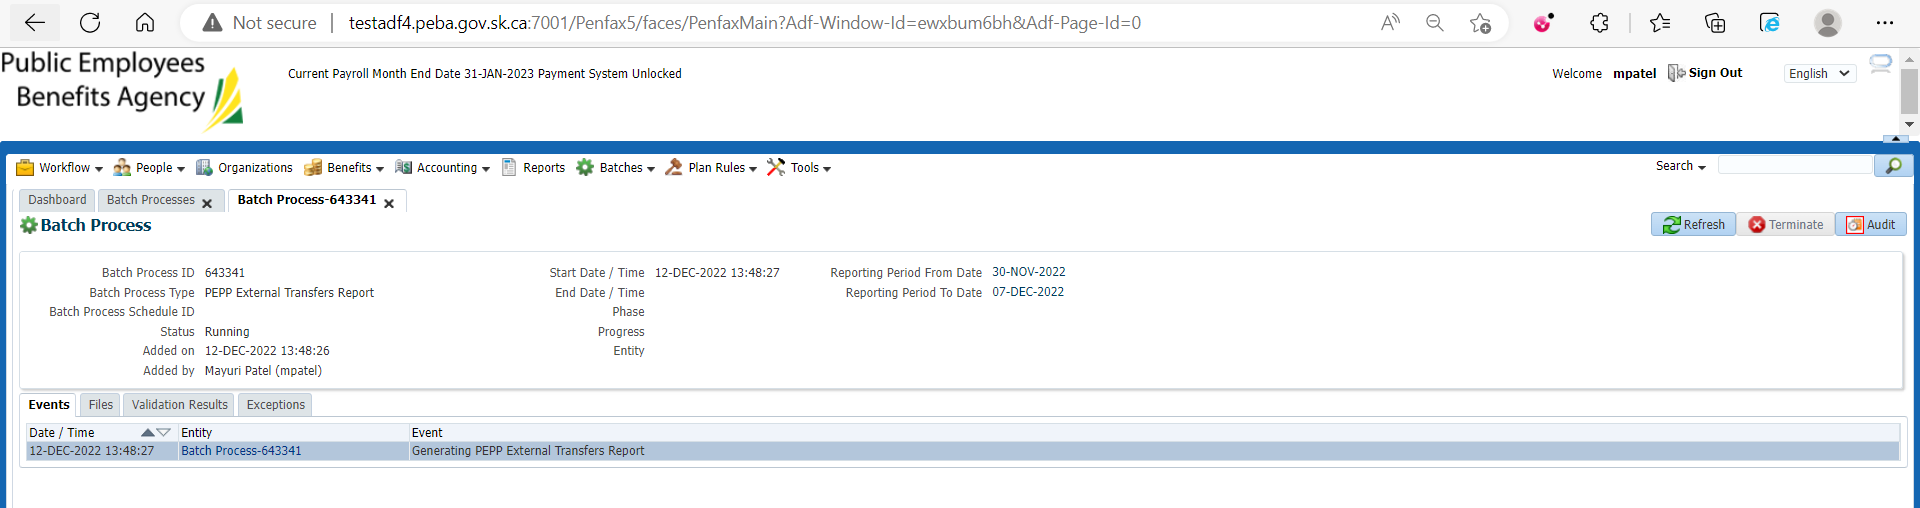 Not secure | testadf4.peba.gov.sk.ca:7001/Penfax5/faces/PenfaxMain?Adf-Window-Id=ewxbum6bh&Adf-Page-Id=0
Public Employees
Benefits Agency
Current Payroll Month End Date 31-JAN-2023 Payment System Unlocked
Welcome mpatel Sign Out English
Workflow People Organizations Benefits Accounting Reports Batches Plan Rules Tools Search
Dashboard Batch Processes Batch Process-643341
Batch Process
Refresh Terminate Audit
Batch Process ID 643341 Start Date / Time 12-DEC-2022 13:48:27 Reporting Period From Date 30-NOV-2022
Batch Process Type PEPP External Transfers Report End Date / Time Reporting Period To Date 07-DEC-2022
Batch Process Schedule ID Phase
Status Running Progress
Added on 12-DEC-2022 13:48:26 Entity
Added by Mayuri Patel (mpatel)
Events Files Validation Results Exceptions
Date / Time Entity Event
12-DEC-2022 13:48:27 Batch Process-643341 Generating PEPP External Transfers Report